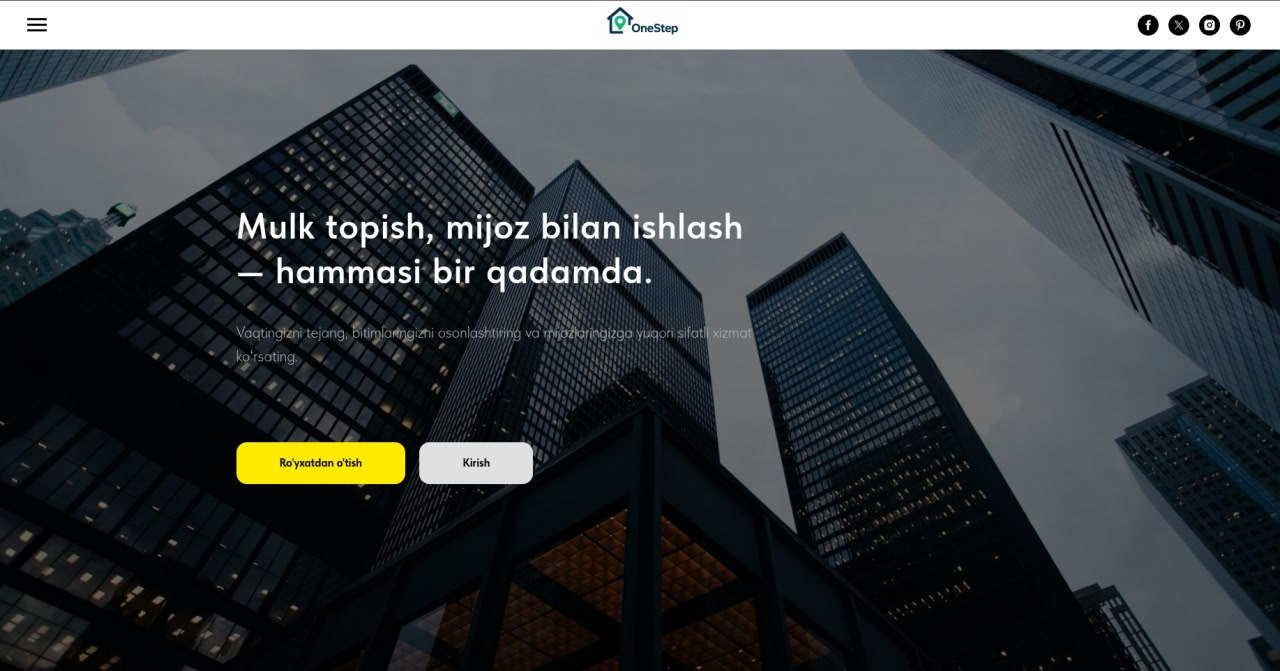 OneStep
Mulk topish, mijoz bilan ishlash
— hammasi bir qadamda.
Vaqtingizni tejang, bitimlaringizni osonlashtiring va mijozlaringizga yuqori sifatli xizmat
ko'rsating.
Ro'yxatdan o'tish
Kirish